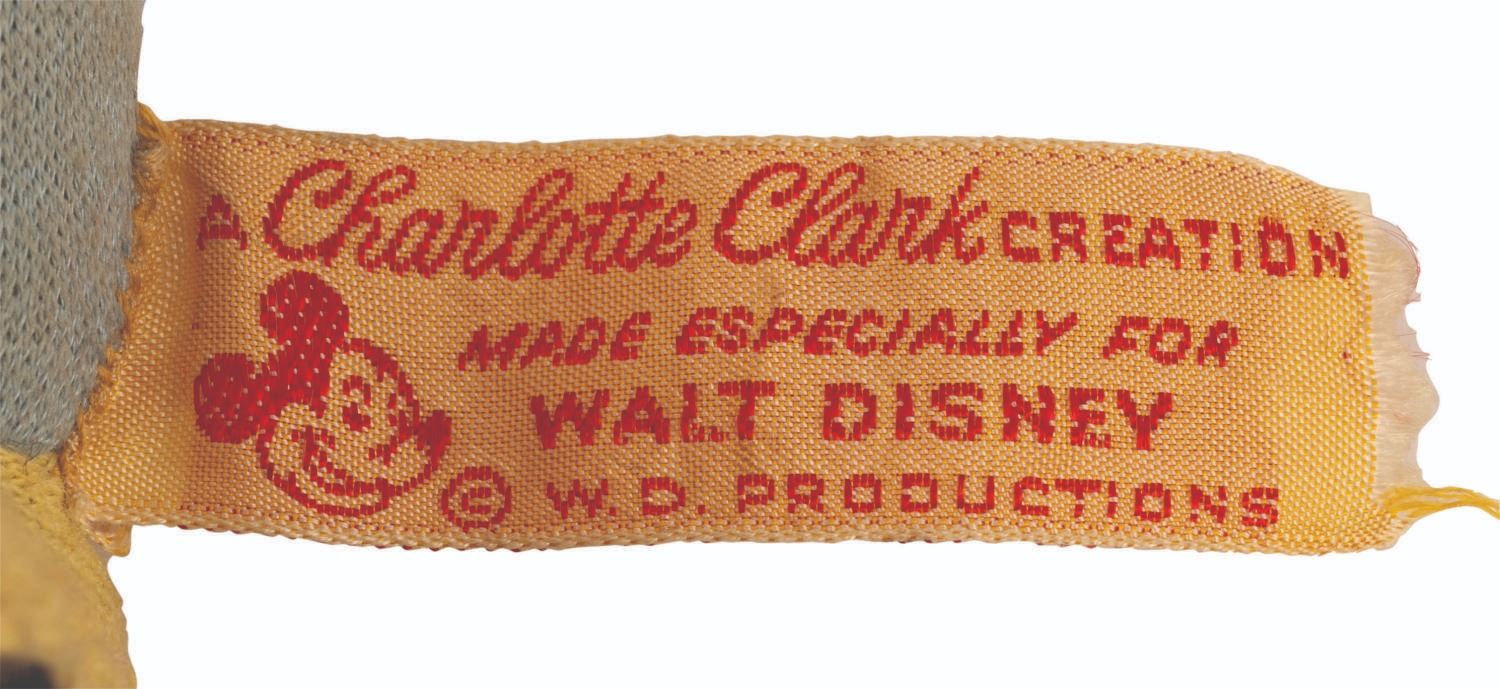 A Charlotte Clark CREATION
MADE ESPECIALLY FOR
WALT DISNEY
© W.D. PRODUCTIONS